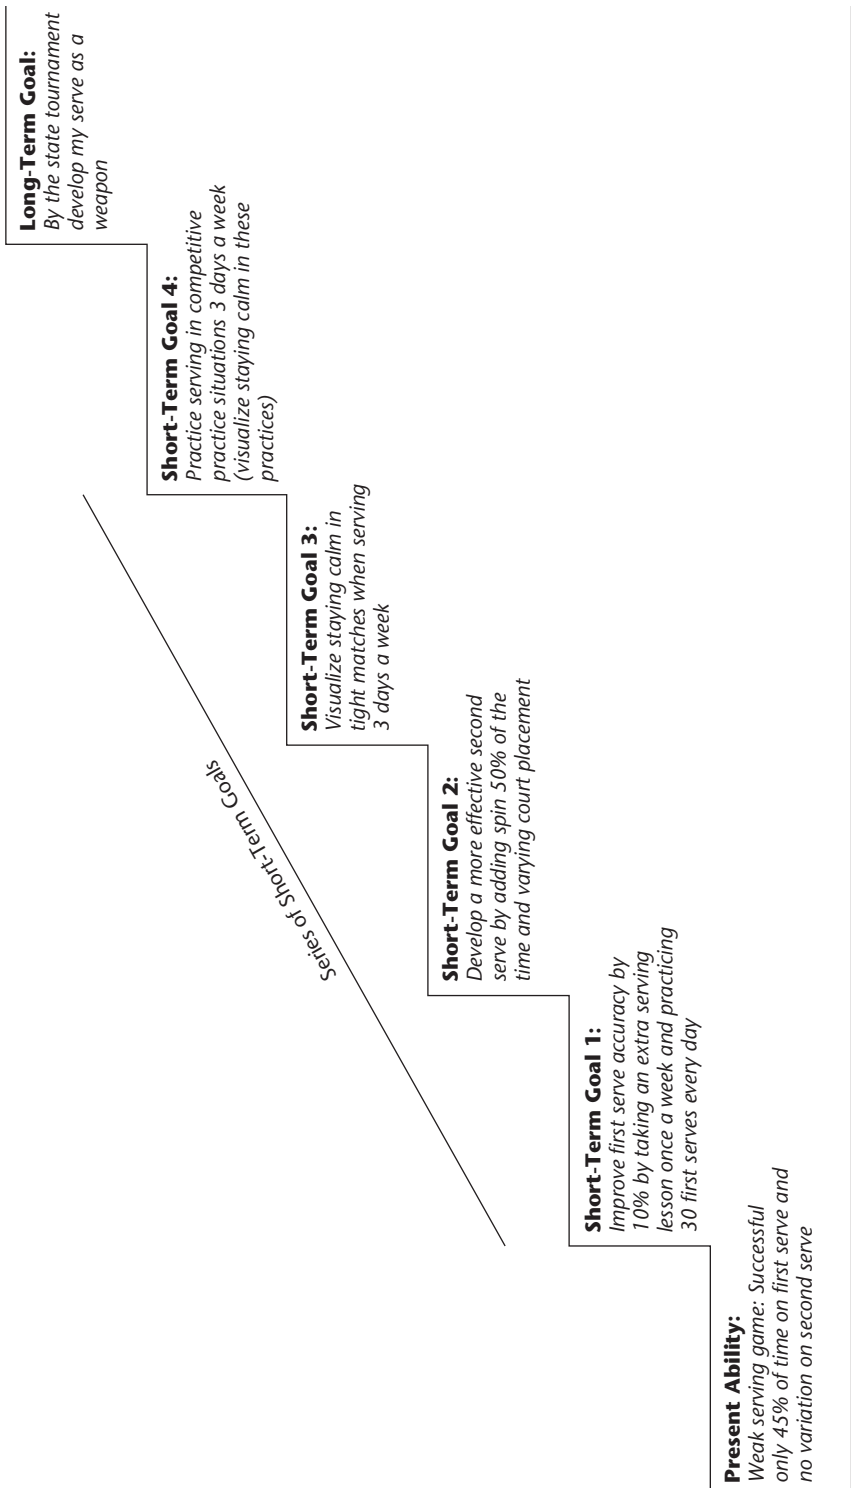 Long-Term Goal:
By the state tournament
develop my serve as a
weapon
Short-Term Goal 4:
Practice serving in competitive
practice situations 3 days a week
(visualize staying calm in these
practices)
Short-Term Goal 3:
Visualize staying calm in
tight matches when serving
3 days a week
Series of Short-Term Goals
Short-Term Goal 2:
Develop a more effective second
serve by adding spin 50% of the
time and varying court placement
Short-Term Goal 1:
Improve first serve accuracy by
10% by taking an extra serving
lesson once a week and practicing
30 first serves every day
Present Ability:
Weak serving game: Successful
only 45% of time on first serve and
no variation on second serve